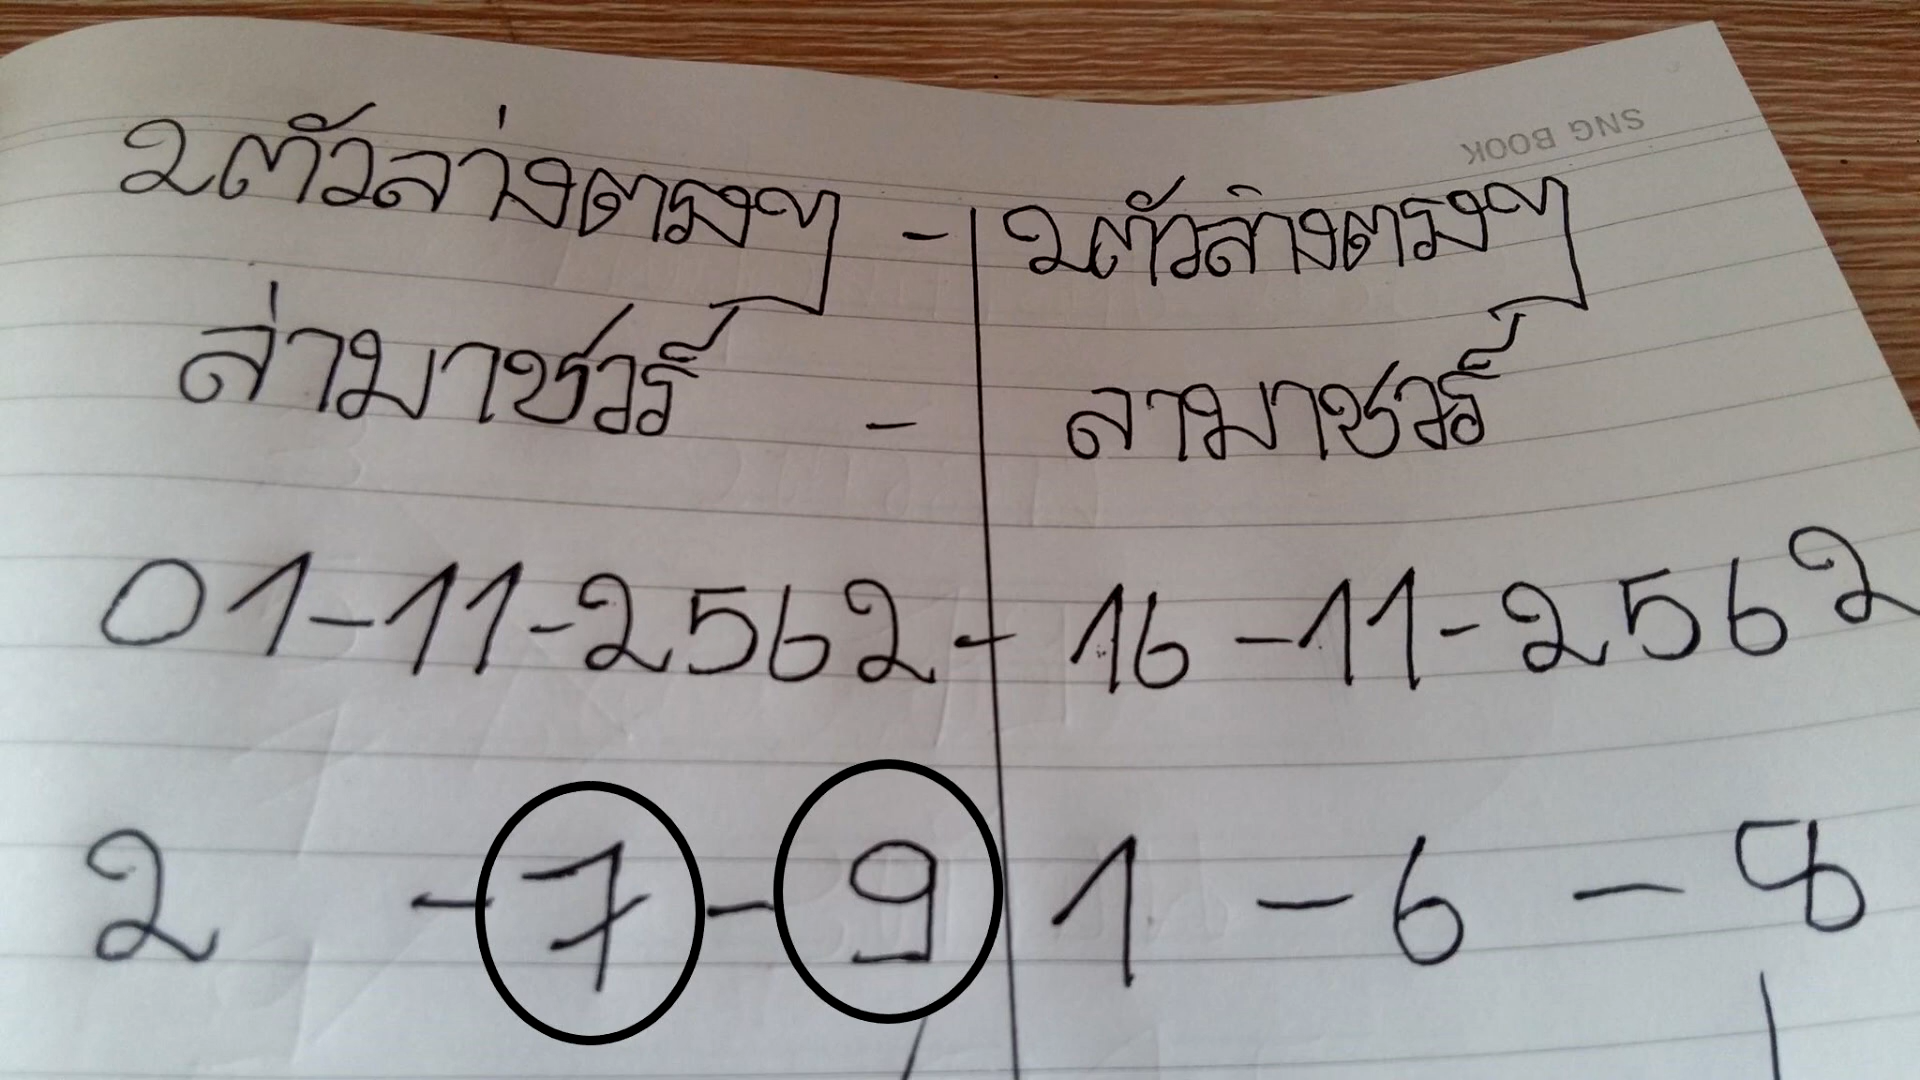 SNG BOOK
2ตัวล่างตรงๆ - 2ตัวล่างตรงๆ
ล่ามาชัวร์ - ลามาชัวร์
01-11-2562 - 16-11-2562
2 - 7 - 9 1 - 6 - 8